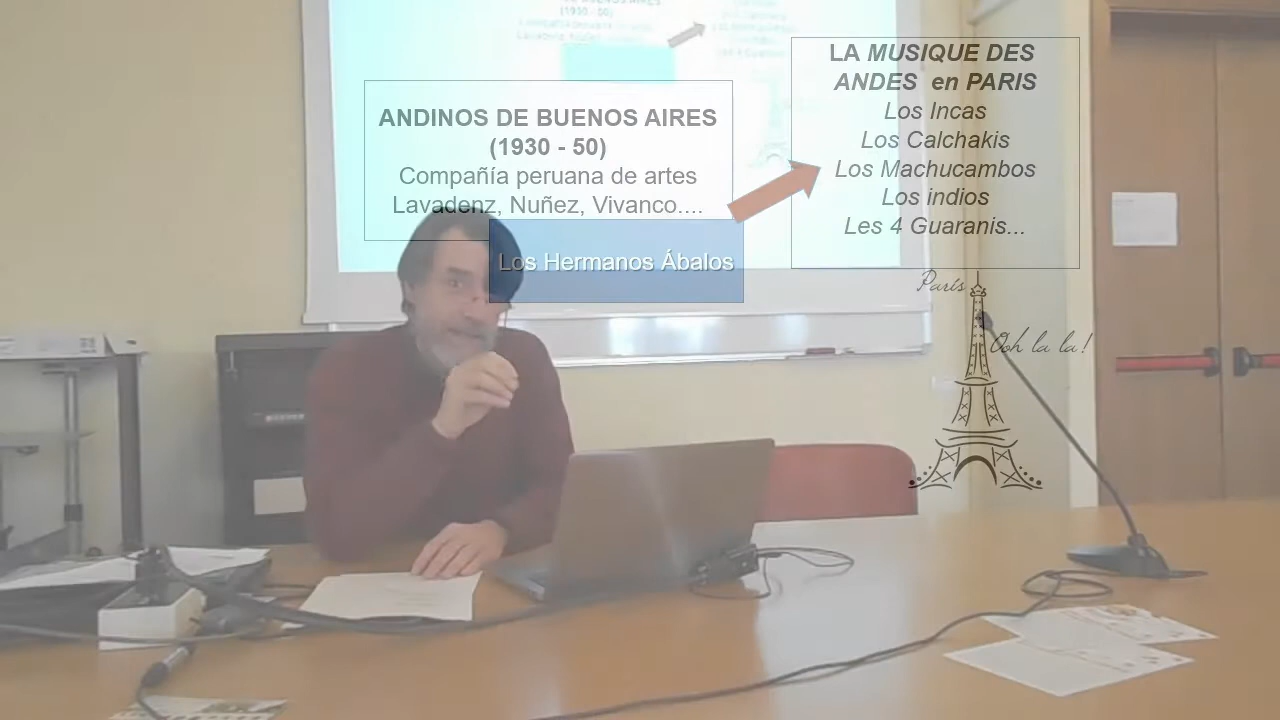 ANDINOS DE BUENOS AIRES
(1930 - 50)
Compañía peruana de artes
Lavadenz, Nuñez, Vivanco....
Los Hermanos Ábalos
LA MUSIQUE DES
ANDES en PARIS
Los Incas
Los Calchakis
Los Machucambos
Los indios
Les 4 Guaranis...
París
Ooh la la!